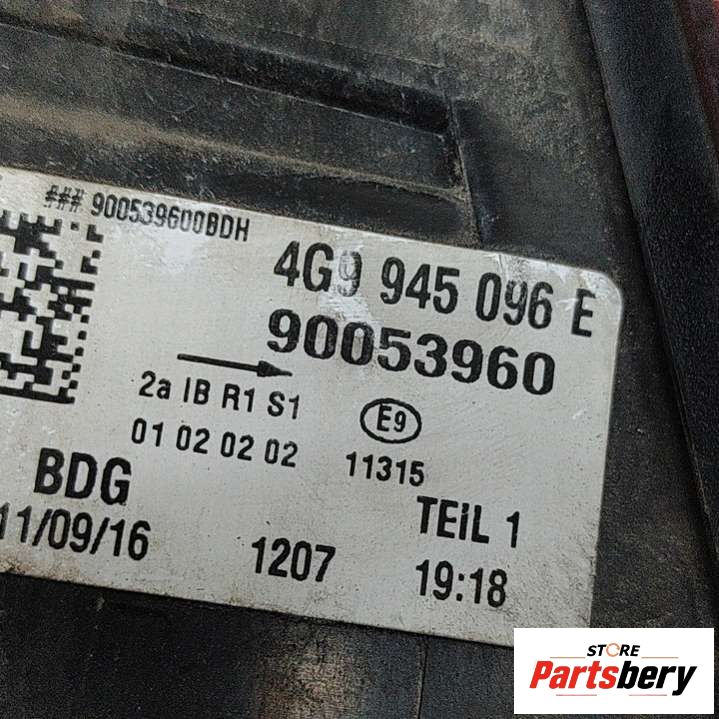 ### 900539600BDH
4G9 945 096 E
90053960
2a IB R1 S1
01 02 02 02
E9
11315
BDG
TEiL 1
11/09/16
1207
19:18
STORE
Partsbery